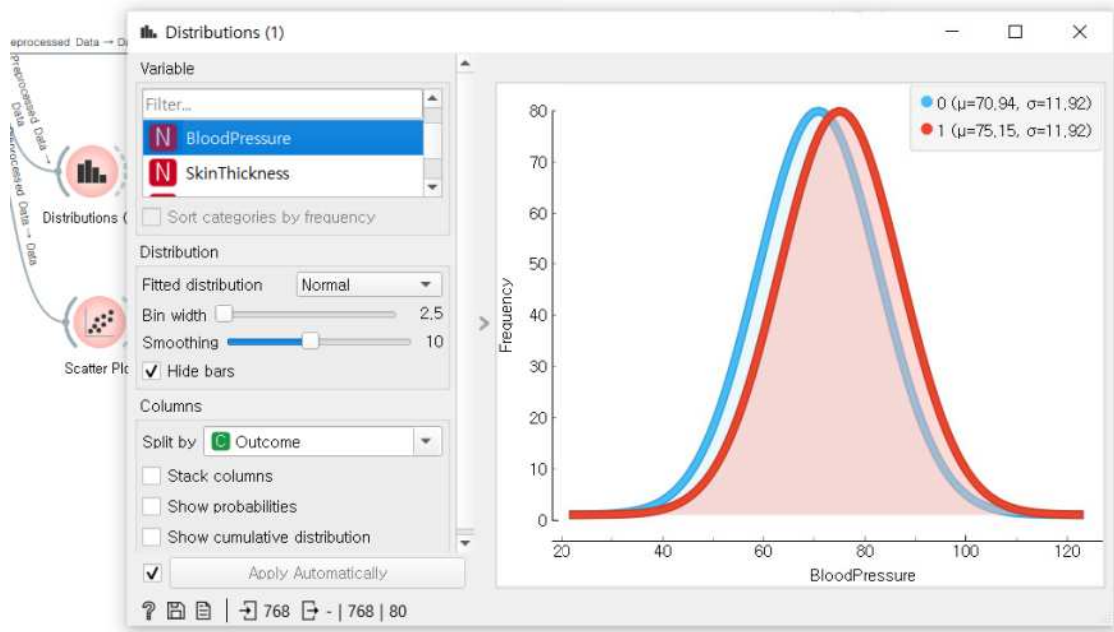 Distributions (1)
eprocessed Data → Da
Preprocessed Data →
Data
Preprocessed Data → Data
Distributions (
Scatter Plo
Variable
Filter...
N BloodPressure
N SkinThickness
Sort categories by frequency
Distribution
Fitted distribution Normal
Bin width 2,5
Smoothing 10
Hide bars
Columns
Split by C Outcome
Stack columns
Show probabilities
Show cumulative distribution
Apply Automatically
? 768 - | 768 | 80
0 (μ=70,94, σ=11,92)
1 (μ=75,15, σ=11,92)
Frequency
80
70
60
50
40
30
20
10
0
20 40 60 80 100 120
BloodPressure